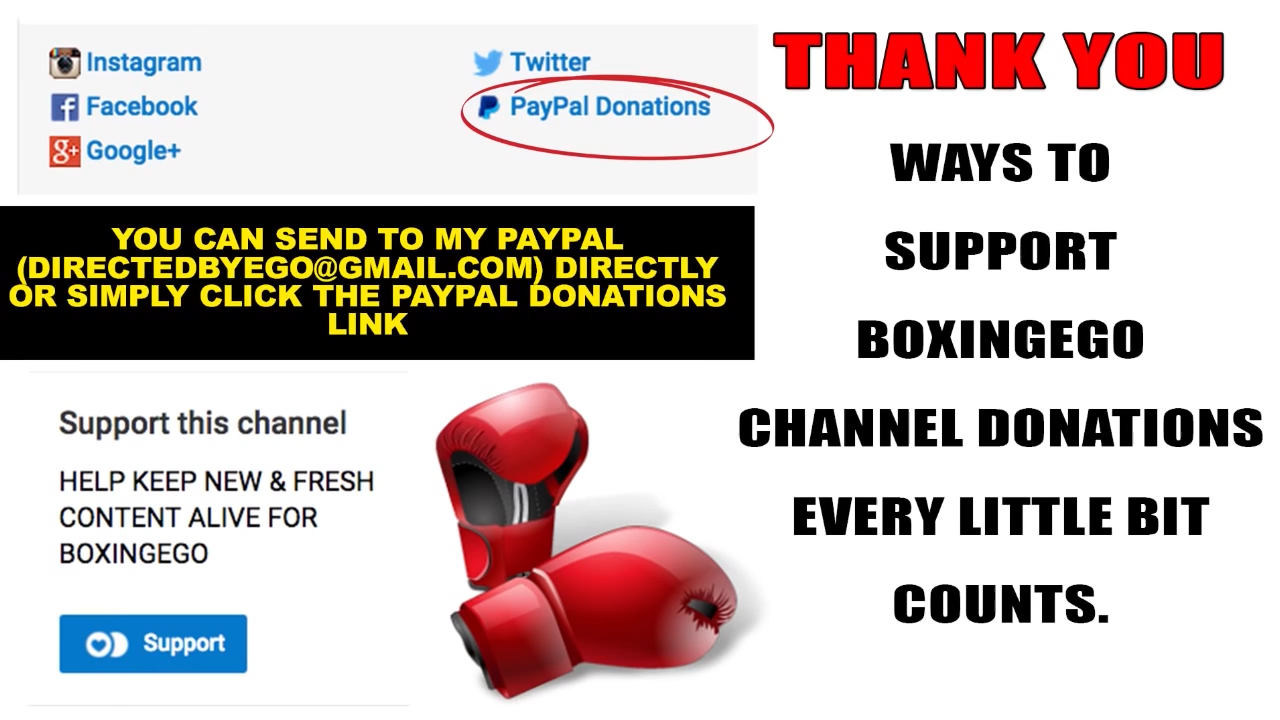 Instagram
Twitter
Facebook
PayPal Donations
Google+
YOU CAN SEND TO MY PAYPAL
(DIRECTEDBYEGO@GMAIL.COM) DIRECTLY
OR SIMPLY CLICK THE PAYPAL DONATIONS
LINK
Support this channel
HELP KEEP NEW & FRESH
CONTENT ALIVE FOR
BOXINGEGO
Support
THANK YOU
WAYS TO
SUPPORT
BOXINGEGO
CHANNEL DONATIONS
EVERY LITTLE BIT
COUNTS.